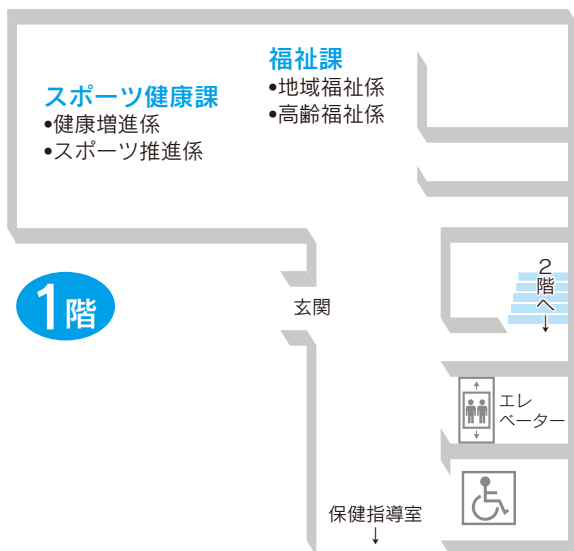 福祉課
•地域福祉係
•高齢福祉係
スポーツ健康課
•健康増進係
•スポーツ推進係
1階
玄関
2階へ
↓
エレ
ベーター
保健指導室
↓